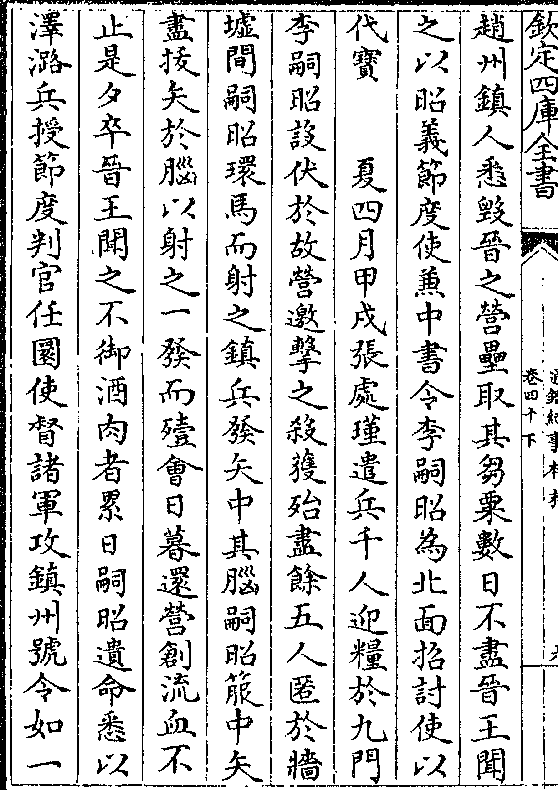 欽定四庫全書
卷四十下
趙州鎮人悉毀晉之營壘取其芻粟數日不盡晉王聞
之以昭義節度使兼中書令李嗣昭為北面招討使以
代寶　　夏四月甲戌張處瑾遣兵千人迎糧於九門
李嗣昭設伏於故營邀擊之殺獲殆盡餘五人匿於牆
墟間嗣昭環馬而射之鎮兵發矢中其腦嗣昭箙中矢
盡拔矢於腦以射之一發而殪會日暮還營創流血不
止是夕卒晉王聞之不御酒肉者累日嗣昭遺命悉以
澤潞兵授節度判官任圜使督諸軍攻鎮州號令如一